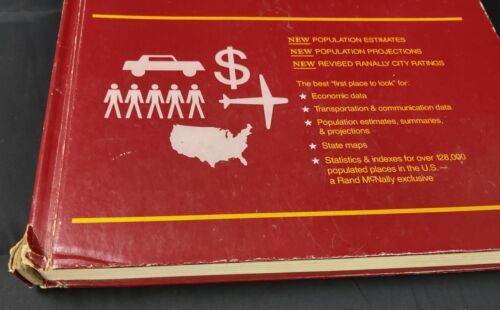 NEW POPULATION ESTIMATES
NEW POPULATION PROJECTIONS
NEW REVISED RANALLY CITY RATINGS
The best "first place to look" for:
★ Economic data
★ Transportation & communication data
★ Population estimates, summaries,
& projections
★ State maps
★ Statistics & indexes for over 128,000
populated places in the U.S.—
a Rand McNally exclusive
$